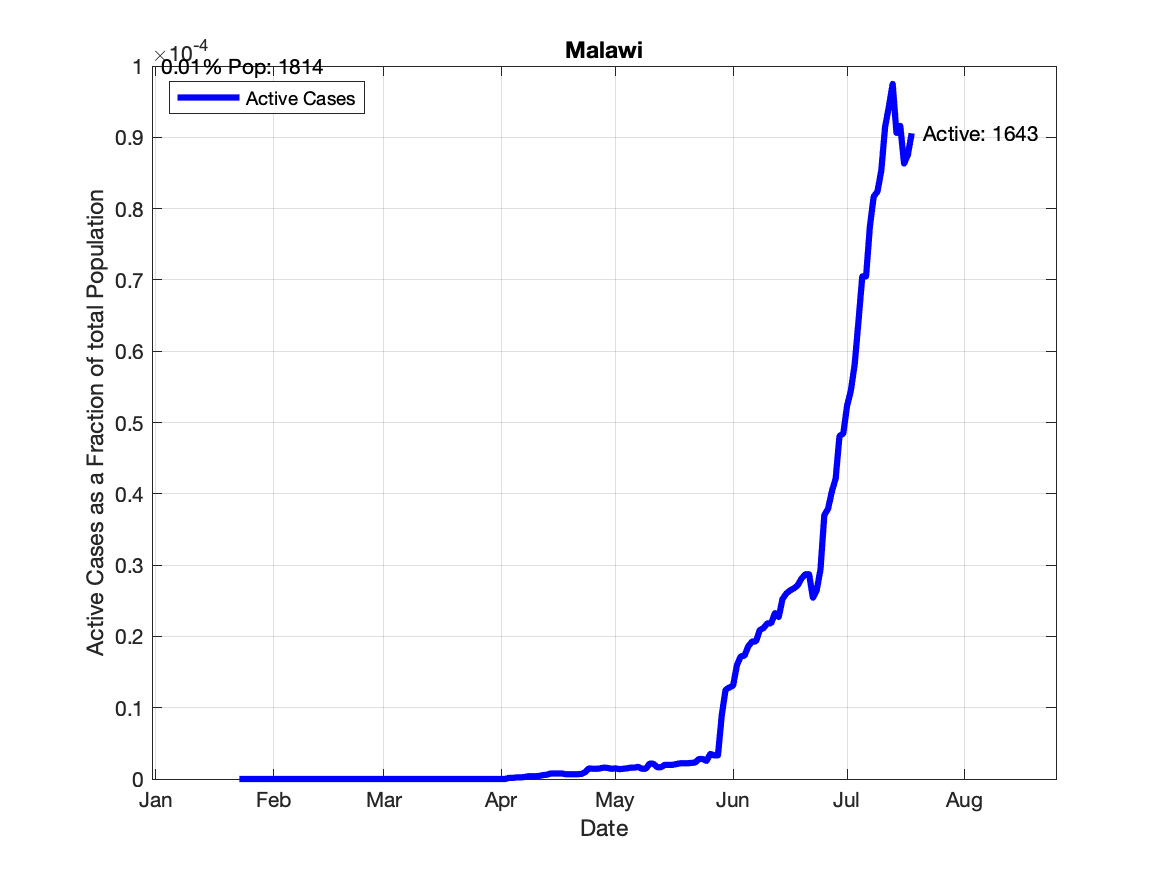 Malawi
×10-4
0.01% Pop: 1814
Active Cases
Active: 1643
1
0.9
0.8
0.7
0.6
0.5
0.4
0.3
0.2
0.1
0
Active Cases as a Fraction of total Population
Jan Feb Mar Apr May Jun Jul Aug
Date